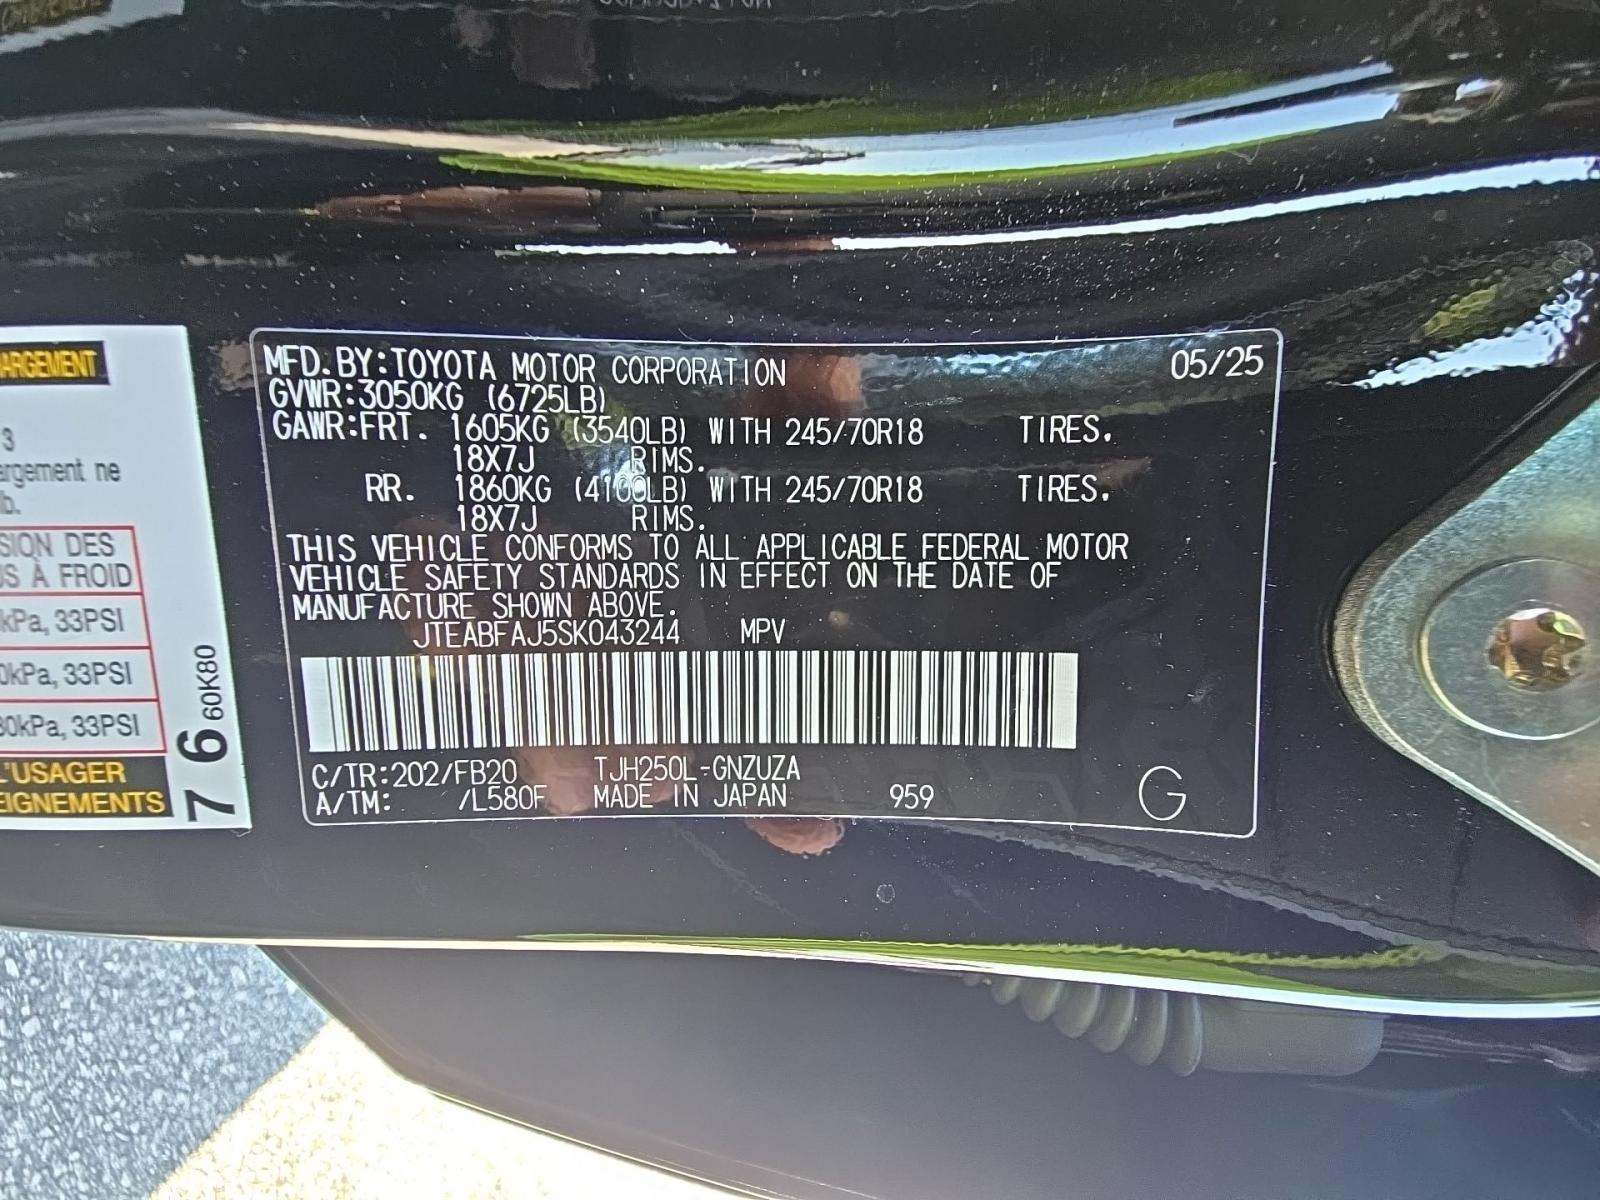 ARGEMENT
3
argement ne
lb.
SION DES
S À FROID
kPa, 33PSI
0kPa, 33PSI
30kPa, 33PSI
L'USAGER
EIGNEMENTS
76
60K80
MFD. BY: TOYOTA MOTOR CORPORATION 05/25
GVWR: 3050KG (6725LB)
GAWR: FRT. 1605KG (3540LB) WITH 245/70R18 TIRES.
18X7J RIMS.
RR. 1860KG (4100LB) WITH 245/70R18 TIRES.
18X7J RIMS.
THIS VEHICLE CONFORMS TO ALL APPLICABLE FEDERAL MOTOR
VEHICLE SAFETY STANDARDS IN EFFECT ON THE DATE OF
MANUFACTURE SHOWN ABOVE.
JTEABFAJ5SK043244 MPV
C/TR: 202/FB20 TJH250L-GNZUZA
A/TM: /L580F MADE IN JAPAN 959 G